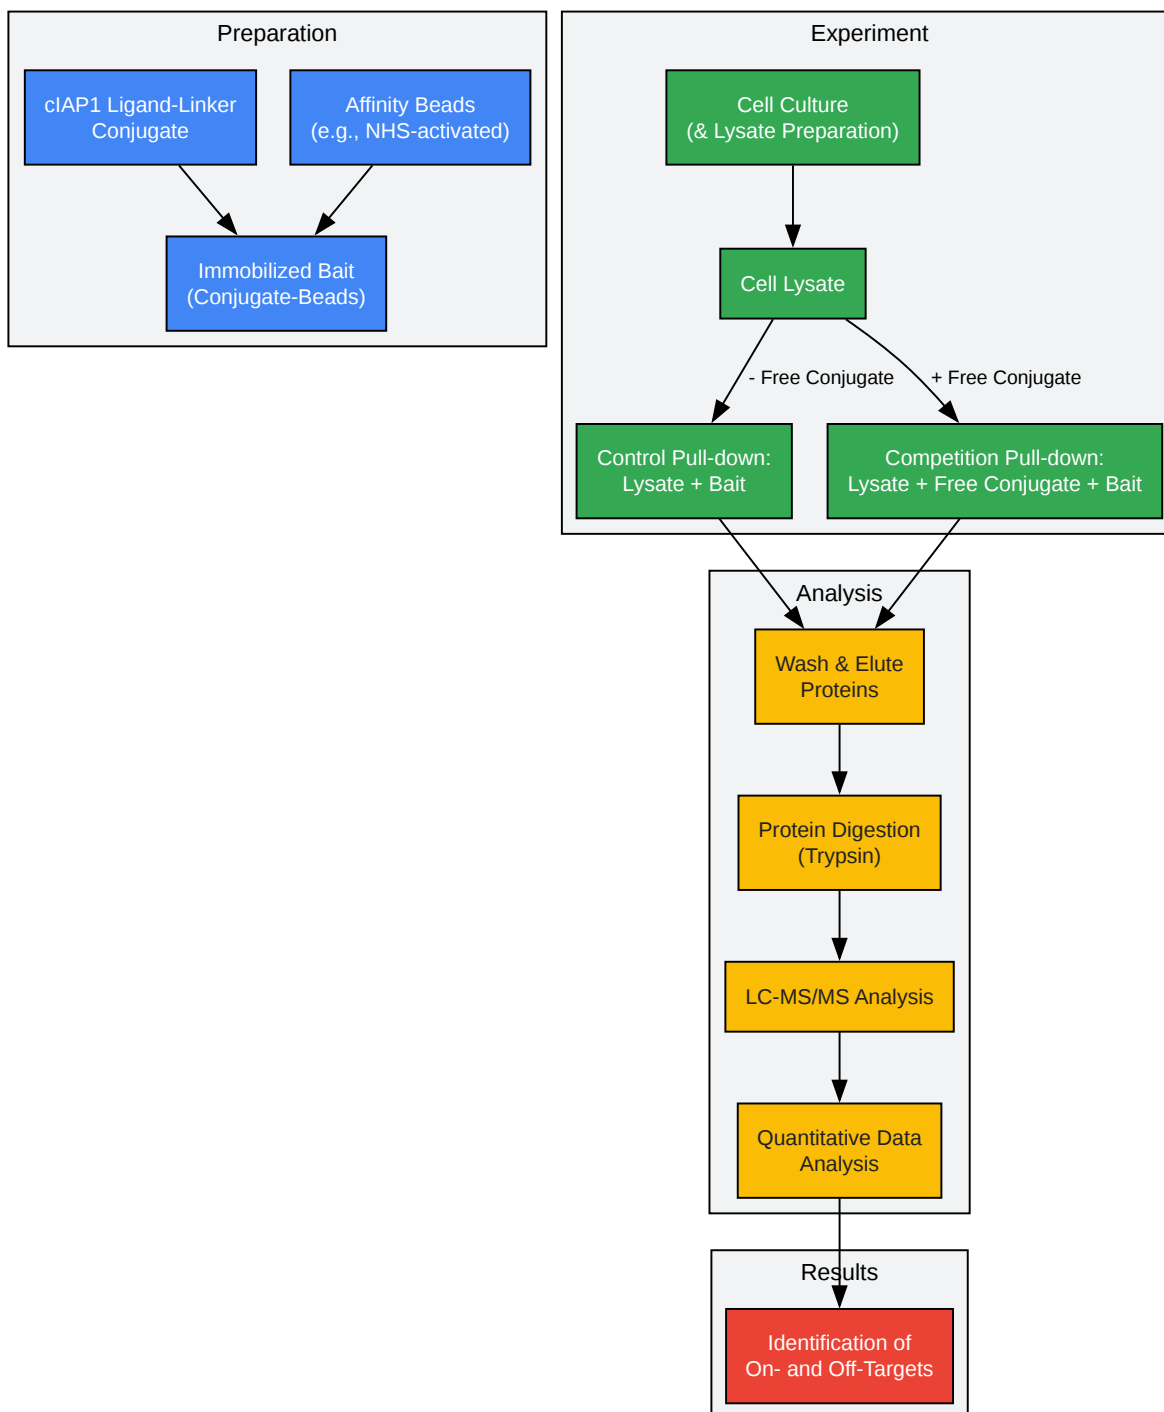 Preparation
cIAP1 Ligand-Linker
Conjugate
Affinity Beads
(e.g., NHS-activated)
Immobilized Bait
(Conjugate-Beads)
Experiment
Cell Culture
(& Lysate Preparation)
Cell Lysate
- Free Conjugate
+ Free Conjugate
Control Pull-down:
Lysate + Bait
Competition Pull-down:
Lysate + Free Conjugate + Bait
Analysis
Wash & Elute
Proteins
Protein Digestion
(Trypsin)
LC-MS/MS Analysis
Quantitative Data
Analysis
Results
Identification of
On- and Off-Targets